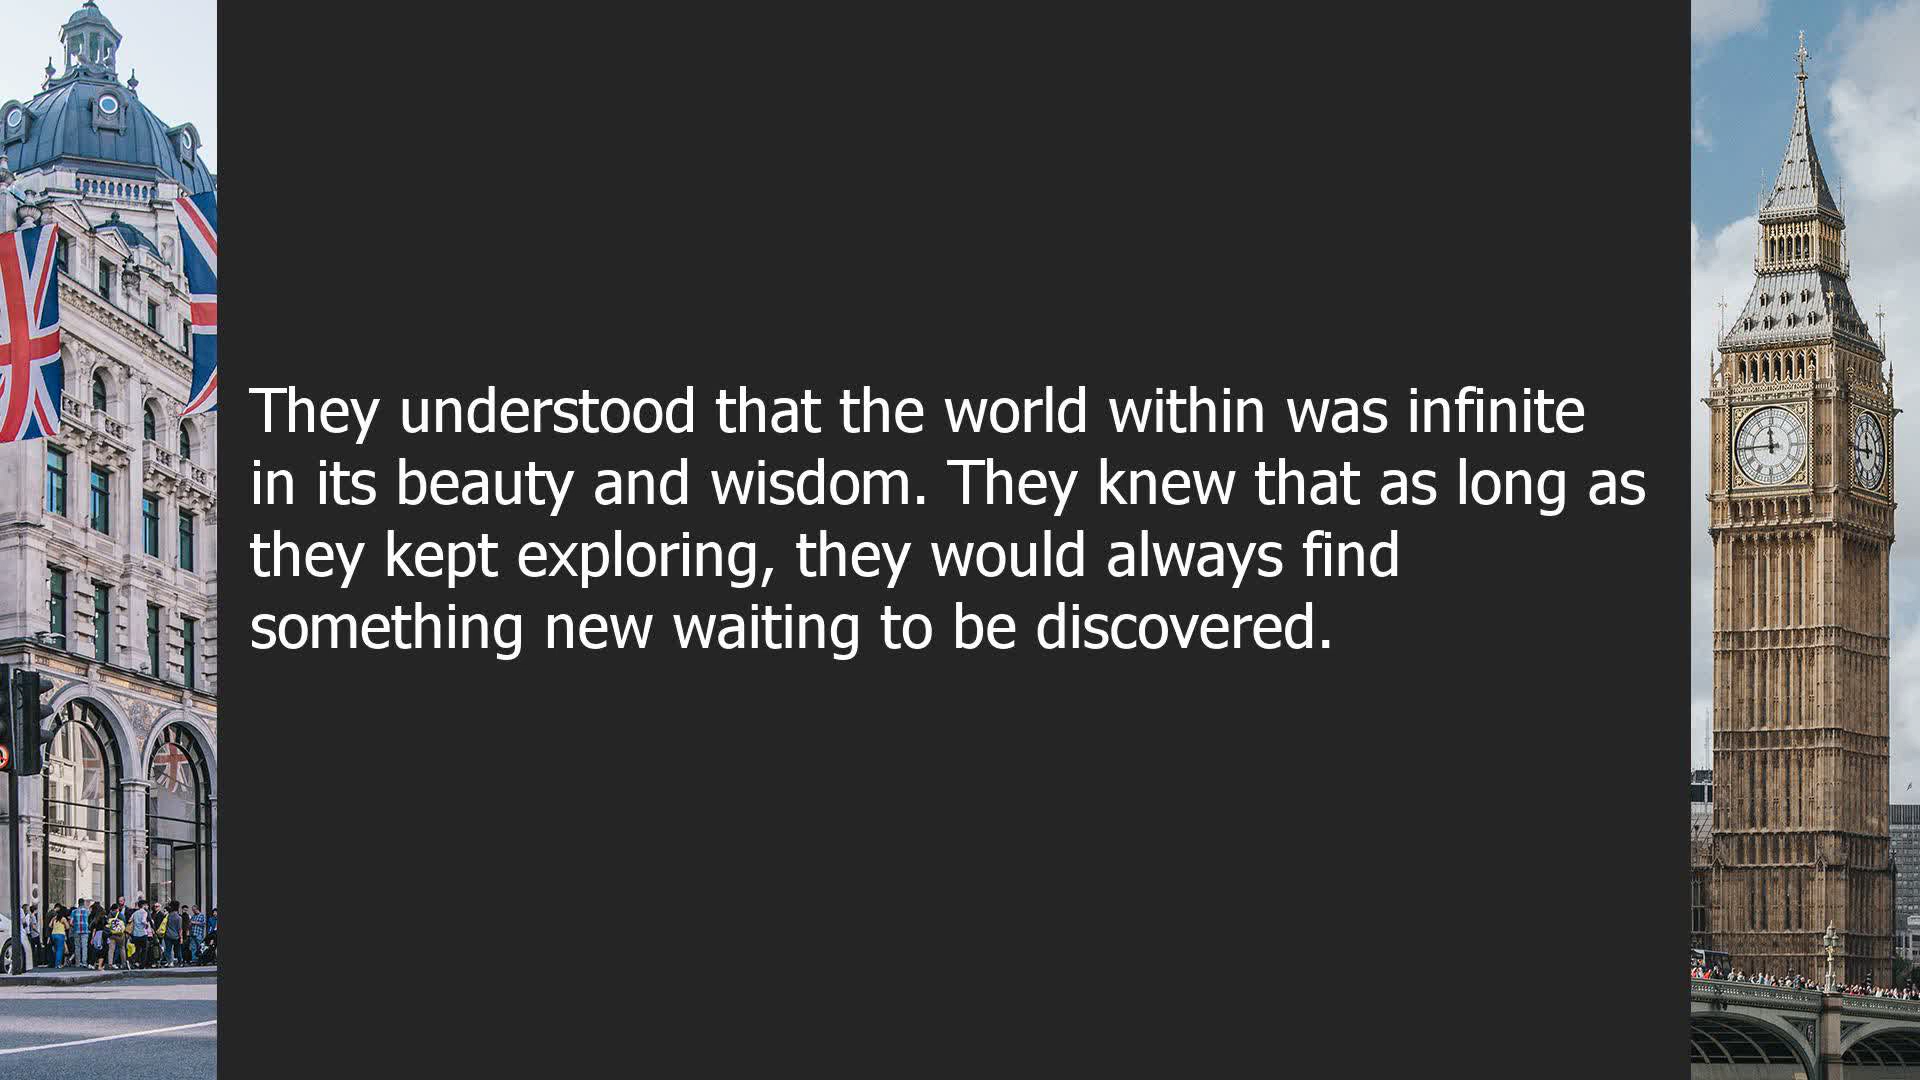 They understood that the world within was infinite
in its beauty and wisdom. They knew that as long as
they kept exploring, they would always find
something new waiting to be discovered.